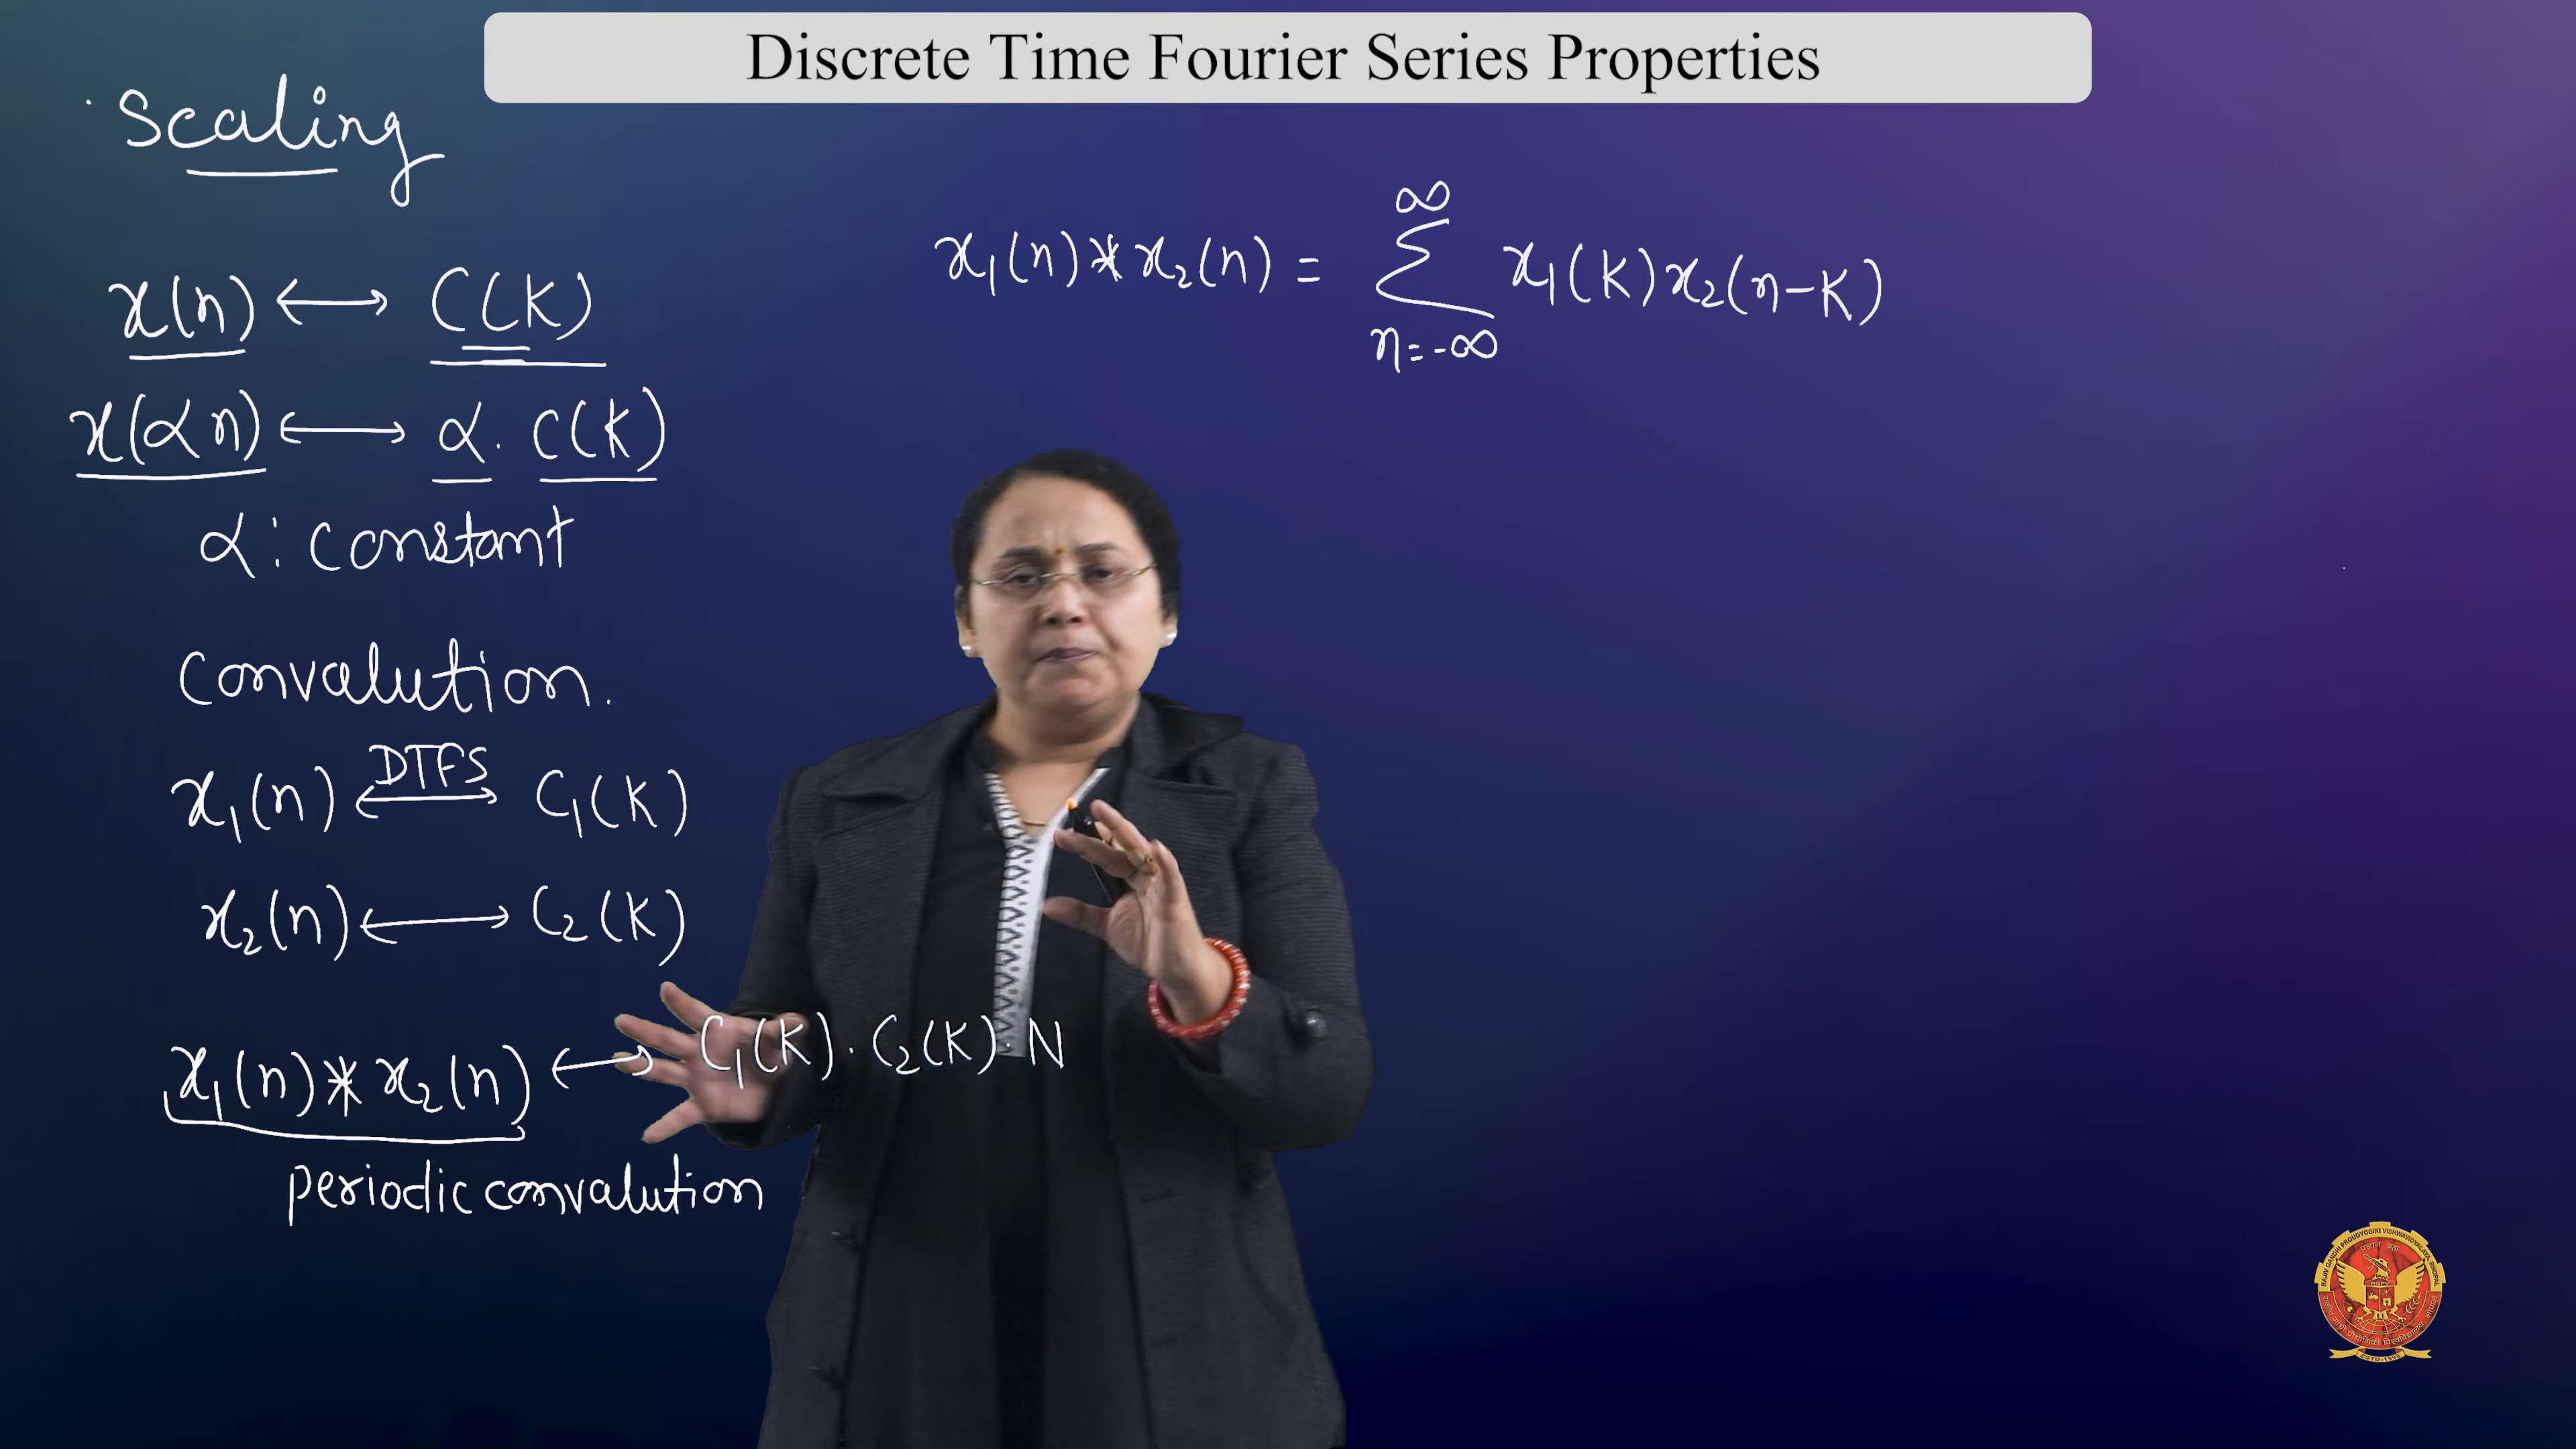 Discrete Time Fourier Series Properties
Scaling
x(n) ↔ C(K)
x(αn) ↔ α. C(K)
α: constant
convalution.
x₁(n) DTFS ↔ C₁(K)
x₂(n) ↔ C₂(K)
x₁(n) * x₂(n) ↔ C₁(K) . C₂(K) . N
periodic convalution
x₁(n) * x₂(n) = ∞ Σ n=-∞ x₁(K) x₂(n-K)